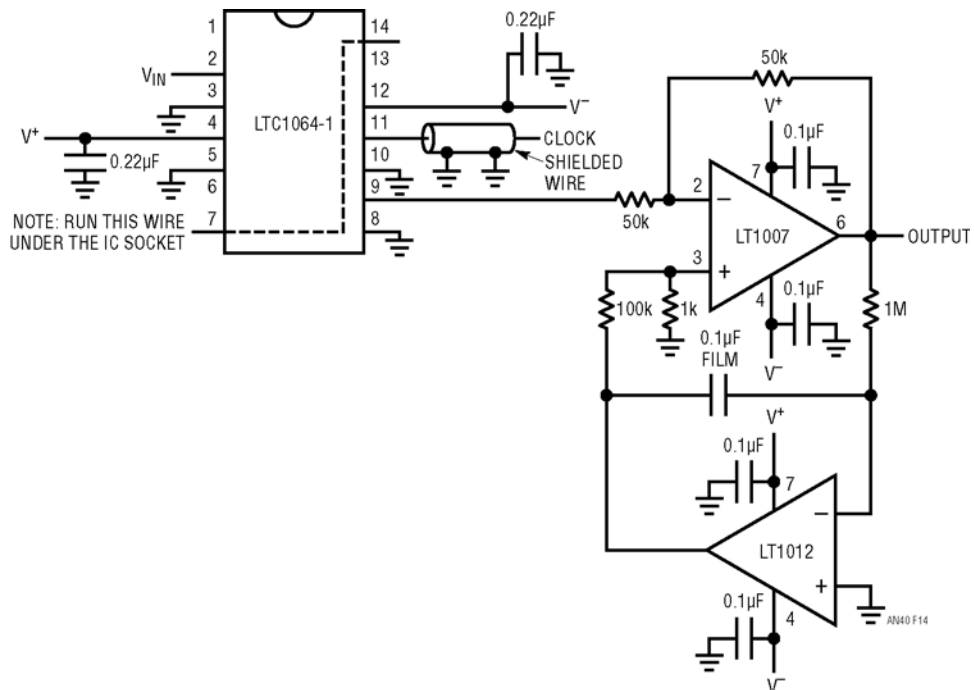 1
2
3
4
5
6
7
14
13
12
11
10
9
8
LTC1064-1
V_IN
V⁺
0.22µF
NOTE: RUN THIS WIRE
UNDER THE IC SOCKET
0.22µF
V⁻
CLOCK
SHIELDED
WIRE
50k
50k
V⁺
0.1µF
7
2
−
LT1007
6
OUTPUT
3
+
4
0.1µF
V⁻
100k
1k
1M
0.1µF
FILM
V⁺
0.1µF
7
−
LT1012
+
0.1µF
4
V⁻
AN40 F14